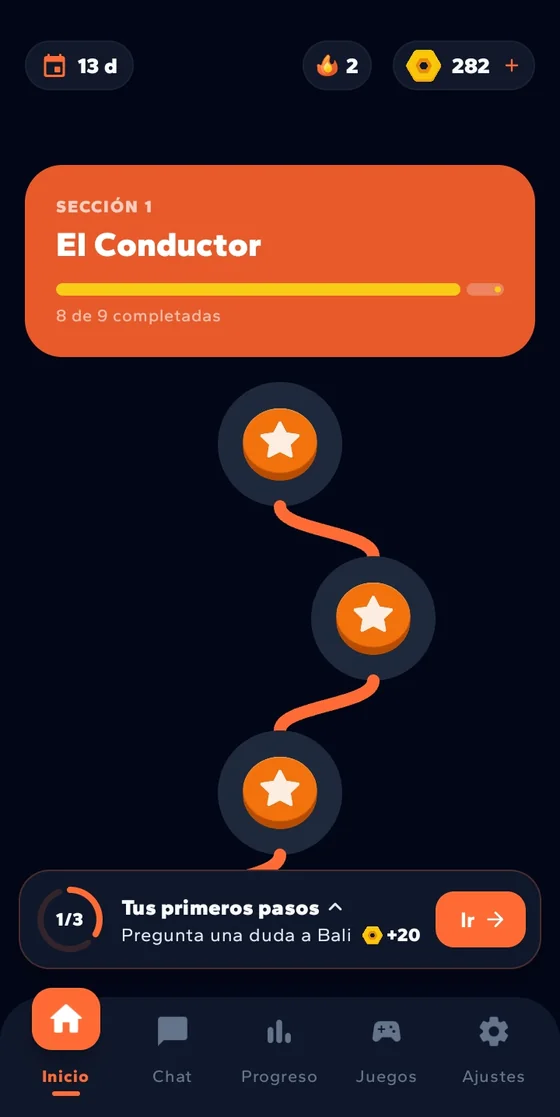 13 d
2
282 +
SECCIÓN 1
El Conductor
8 de 9 completadas
1/3
Tus primeros pasos
Pregunta una duda a Bali +20
Ir →
Inicio
Chat
Progreso
Juegos
Ajustes